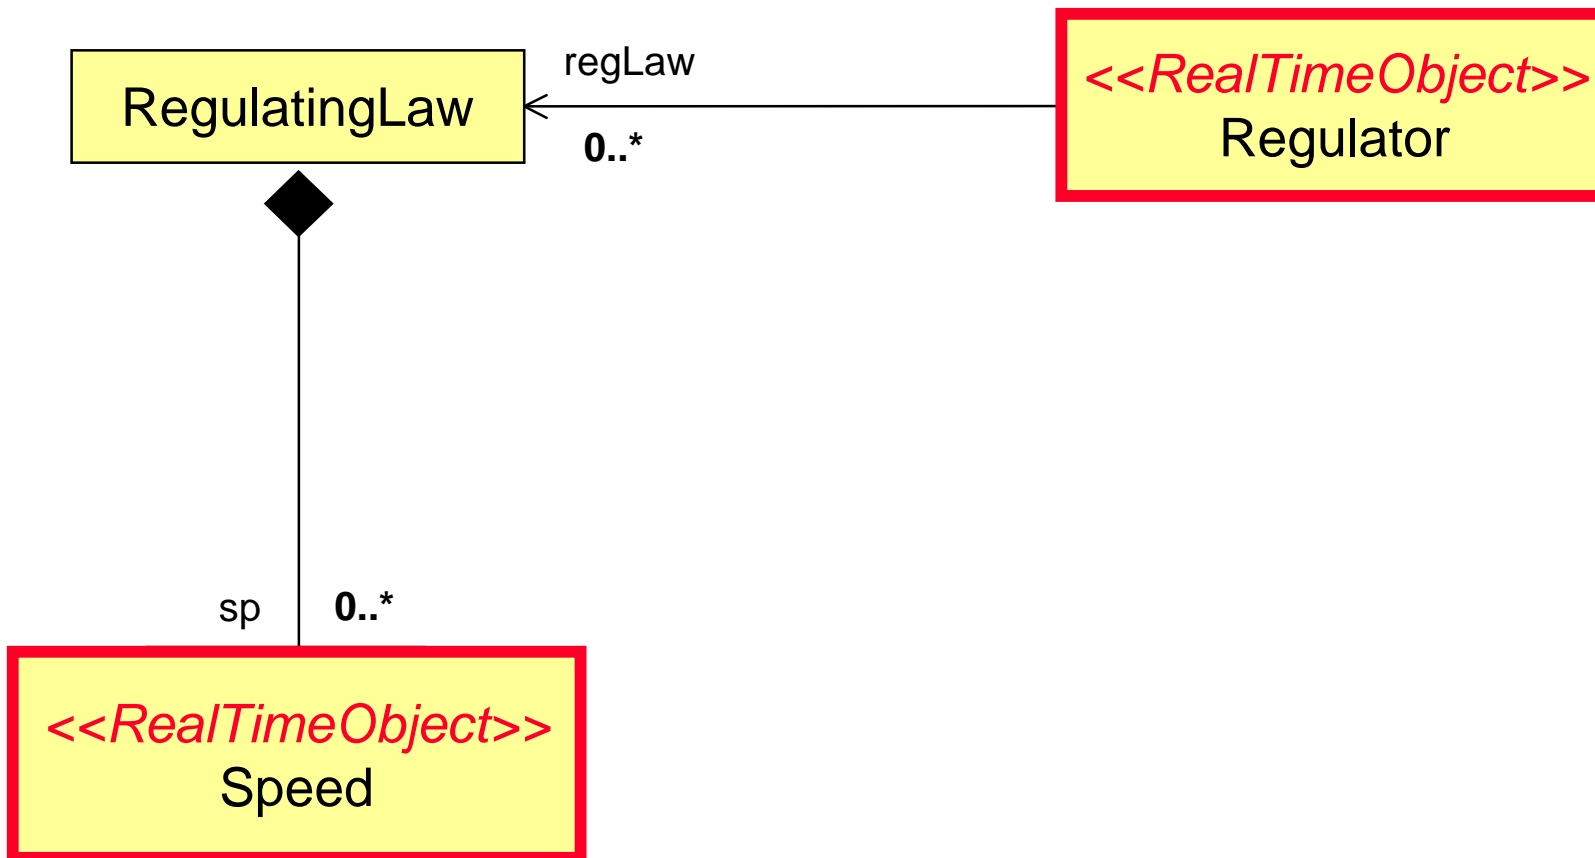 RegulatingLaw
regLaw
0..*
<<RealTimeObject>>
Regulator
sp
0..*
<<RealTimeObject>>
Speed